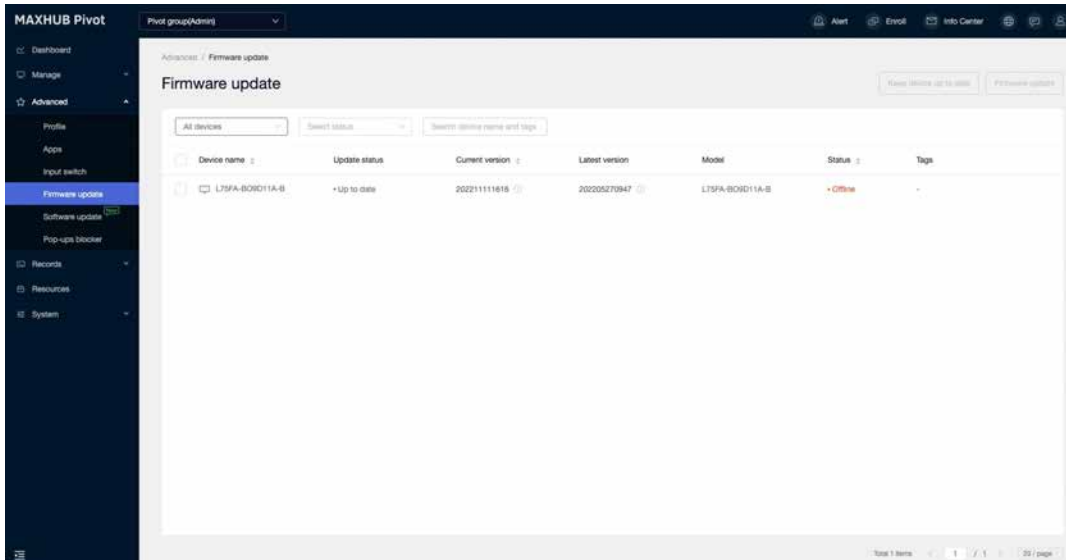 MAXHUB Pivot
Pivot group(Admin)
Alert
Enroll
Info Center
Dashboard
Manage
Advanced
Profile
Apps
Input switch
Firmware update
Software update
Pop-ups blocker
Records
Resources
System
Advanced / Firmware update
Firmware update
Keep device up to date
Firmware update
All devices
Select status
Search device name and tags
Device name Update status Current version Latest version Model Status Tags
L75FA-BO9D11A-B • Up to date 202211111616 202205270947 L75FA-BO9D11A-B • Offline -
Total 1 items 1 / 1 20 / page